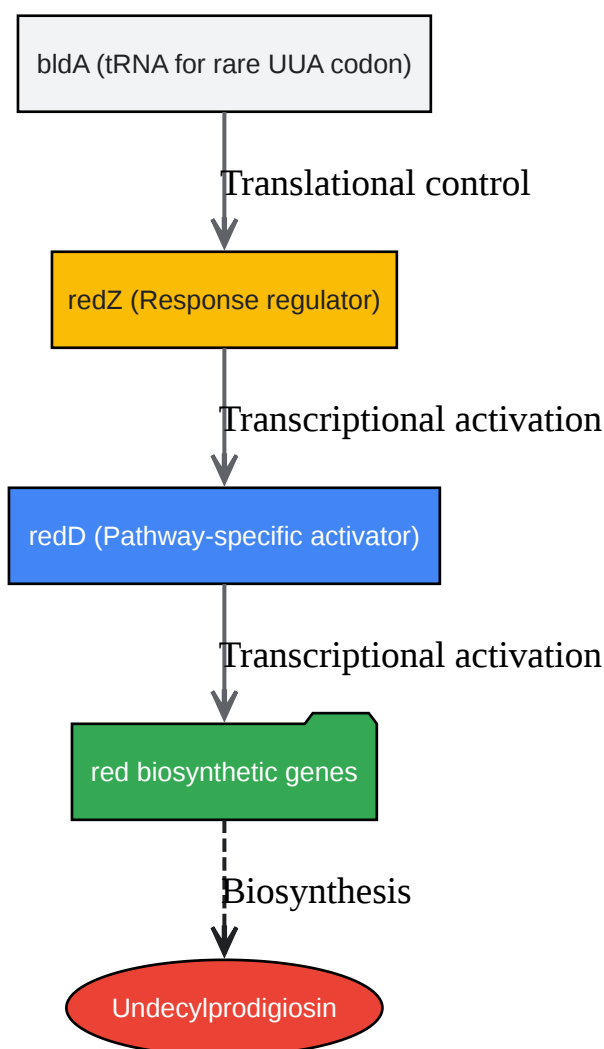 bldA (tRNA for rare UUA codon)
Translational control
redZ (Response regulator)
Transcriptional activation
redD (Pathway-specific activator)
Transcriptional activation
red biosynthetic genes
Biosynthesis
Undecylprodigiosin